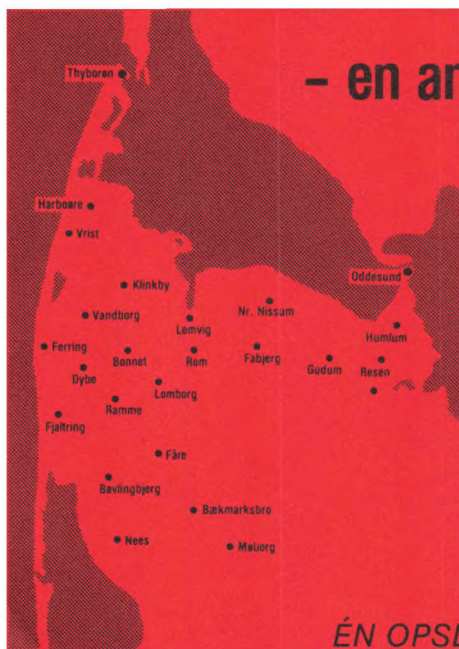 – en an
Thyborøn
Harboøre
Vrist
Oddesund
Klinkby
Nr. Nissum
Vandborg
Lemvig
Humlum
Ferring
Bonnet
Rom
Fabjerg
Gudum
Resen
Dybe
Lomborg
Ramme
Fjaltring
Fåre
Bøvlingbjerg
Bækmarksbro
Nees
Møborg
ÉN OPSL